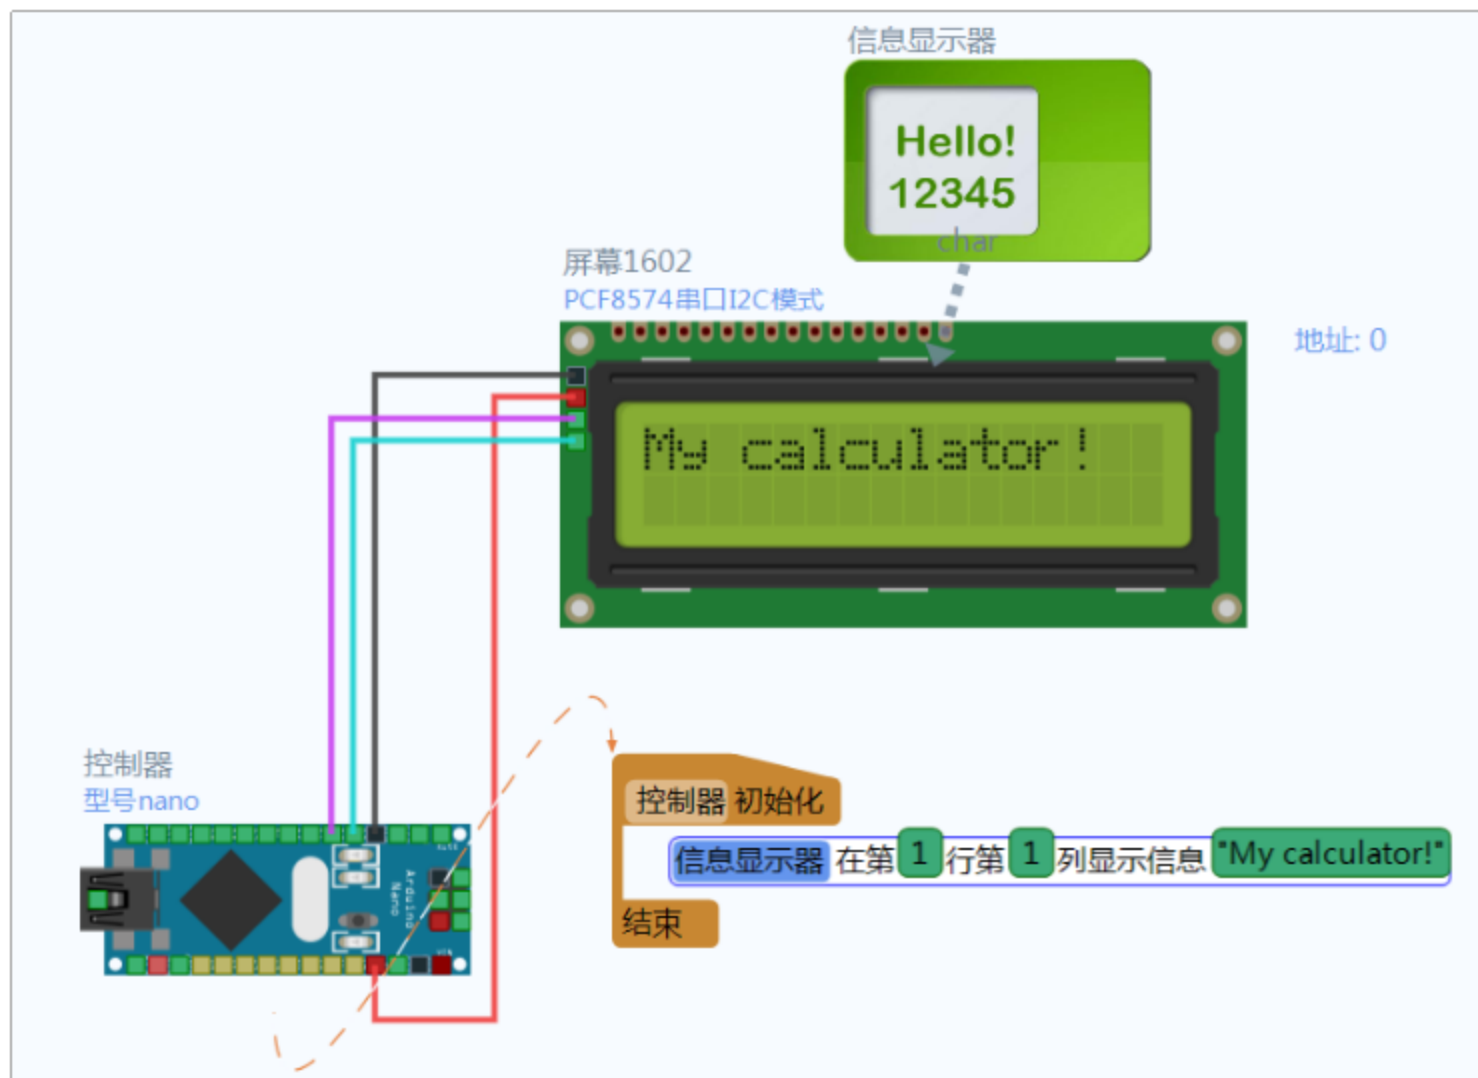 信息显示器
Hello!
12345
char
屏幕1602
PCF8574串口I2C模式
地址: 0
My calculator!
控制器
型号nano
Arduino
Nano
控制器 初始化
信息显示器 在第 1 行第 1 列显示信息 "My calculator!"
结束